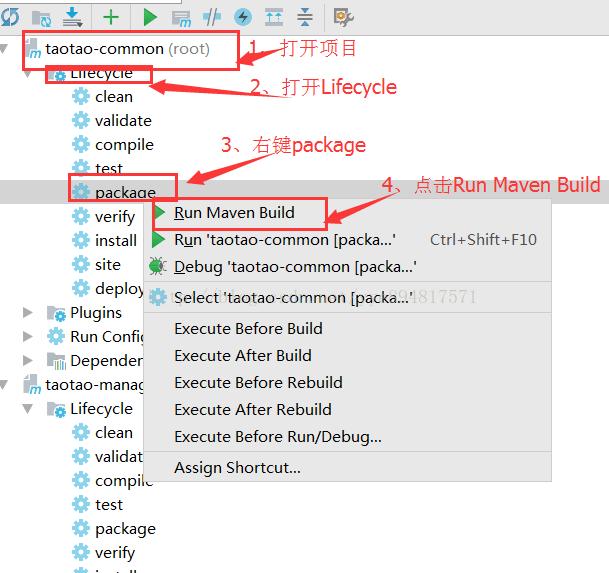 taotao-common (root)
1、打开项目
Lifecycle
2、打开Lifecycle
clean
validate
compile
3、右键package
test
package
4、点击Run Maven Build
Run Maven Build
verify
install
Run 'taotao-common [packa...' Ctrl+Shift+F10
site
Debug 'taotao-common [packa...'
deploy
Select 'taotao-common [packa...'
Plugins
Execute Before Build
Run Config
Execute After Build
Dependen
Execute Before Rebuild
taotao-manag
Lifecycle
Execute After Rebuild
clean
Execute Before Run/Debug...
validat
Assign Shortcut...
compile
test
package
verify